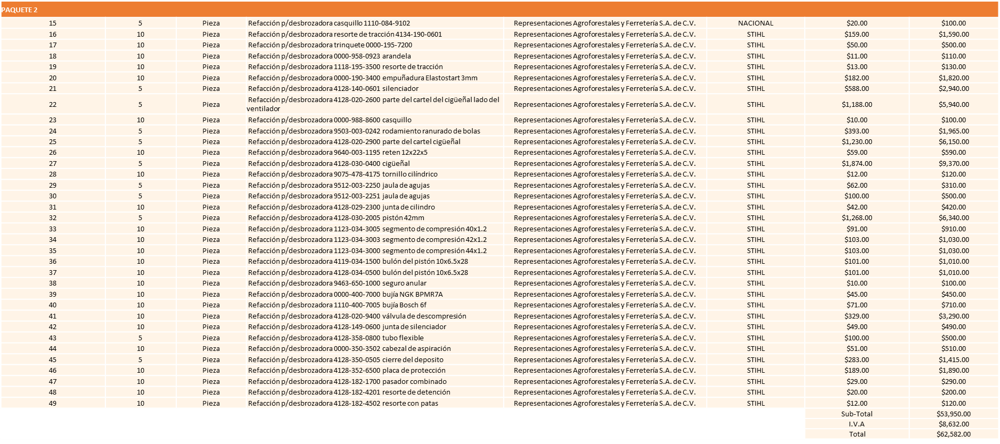 PAQUETE 2
15 5 Pieza Refacción p/desbrozadora casquillo 1110-084-9102 Representaciones Agroforestales y Ferretería S.A. de C.V. NACIONAL $20.00 $100.00
16 10 Pieza Refacción p/desbrozadora resorte de tracción 4134-190-0601 Representaciones Agroforestales y Ferretería S.A. de C.V. STIHL $159.00 $1,590.00
17 10 Pieza Refacción p/desbrozadora trinquete 0000-195-7200 Representaciones Agroforestales y Ferretería S.A. de C.V. STIHL $50.00 $500.00
18 10 Pieza Refacción p/desbrozadora 0000-958-0923 arandela Representaciones Agroforestales y Ferretería S.A. de C.V. STIHL $11.00 $110.00
19 10 Pieza Refacción p/desbrozadora 1118-195-3500 resorte de tracción Representaciones Agroforestales y Ferretería S.A. de C.V. STIHL $13.00 $130.00
20 10 Pieza Refacción p/desbrozadora 0000-190-3400 empuñadura Elastostart 3mm Representaciones Agroforestales y Ferretería S.A. de C.V. STIHL $182.00 $1,820.00
21 5 Pieza Refacción p/desbrozadora 4128-140-0601 silenciador Representaciones Agroforestales y Ferretería S.A. de C.V. STIHL $588.00 $2,940.00
22 5 Pieza Refacción p/desbrozadora 4128-020-2600 parte del cartel del cigüeñal lado del
ventilador Representaciones Agroforestales y Ferretería S.A. de C.V. STIHL $1,188.00 $5,940.00
23 10 Pieza Refacción p/desbrozadora 0000-988-8600 casquillo Representaciones Agroforestales y Ferretería S.A. de C.V. STIHL $10.00 $100.00
24 5 Pieza Refacción p/desbrozadora 9503-003-0242 rodamiento ranurado de bolas Representaciones Agroforestales y Ferretería S.A. de C.V. STIHL $393.00 $1,965.00
25 5 Pieza Refacción p/desbrozadora 4128-020-2900 parte del cartel cigüeñal Representaciones Agroforestales y Ferretería S.A. de C.V. STIHL $1,230.00 $6,150.00
26 10 Pieza Refacción p/desbrozadora 9640-003-1195 reten 12x22x5 Representaciones Agroforestales y Ferretería S.A. de C.V. STIHL $59.00 $590.00
27 5 Pieza Refacción p/desbrozadora 4128-030-0400 cigüeñal Representaciones Agroforestales y Ferretería S.A. de C.V. STIHL $1,874.00 $9,370.00
28 10 Pieza Refacción p/desbrozadora 9075-478-4175 tornillo cilíndrico Representaciones Agroforestales y Ferretería S.A. de C.V. STIHL $12.00 $120.00
29 5 Pieza Refacción p/desbrozadora 9512-003-2250 jaula de agujas Representaciones Agroforestales y Ferretería S.A. de C.V. STIHL $62.00 $310.00
30 5 Pieza Refacción p/desbrozadora 9512-003-2251 jaula de agujas Representaciones Agroforestales y Ferretería S.A. de C.V. STIHL $100.00 $500.00
31 10 Pieza Refacción p/desbrozadora 4128-029-2300 junta de cilindro Representaciones Agroforestales y Ferretería S.A. de C.V. STIHL $42.00 $420.00
32 5 Pieza Refacción p/desbrozadora 4128-030-2005 pistón 42mm Representaciones Agroforestales y Ferretería S.A. de C.V. STIHL $1,268.00 $6,340.00
33 10 Pieza Refacción p/desbrozadora 1123-034-3005 segmento de compresión 40x1.2 Representaciones Agroforestales y Ferretería S.A. de C.V. STIHL $91.00 $910.00
34 10 Pieza Refacción p/desbrozadora 1123-034-3003 segmento de compresión 42x1.2 Representaciones Agroforestales y Ferretería S.A. de C.V. STIHL $103.00 $1,030.00
35 10 Pieza Refacción p/desbrozadora 1123-034-3000 segmento de compresión 44x1.2 Representaciones Agroforestales y Ferretería S.A. de C.V. STIHL $103.00 $1,030.00
36 10 Pieza Refacción p/desbrozadora 4119-034-1500 bulón del pistón 10x6.5x28 Representaciones Agroforestales y Ferretería S.A. de C.V. STIHL $101.00 $1,010.00
37 10 Pieza Refacción p/desbrozadora 4128-034-0500 bulón del pistón 10x6.5x28 Representaciones Agroforestales y Ferretería S.A. de C.V. STIHL $101.00 $1,010.00
38 10 Pieza Refacción p/desbrozadora 9463-650-1000 seguro anular Representaciones Agroforestales y Ferretería S.A. de C.V. STIHL $10.00 $100.00
39 10 Pieza Refacción p/desbrozadora 0000-400-7000 bujía NGK BPMR7A Representaciones Agroforestales y Ferretería S.A. de C.V. STIHL $45.00 $450.00
40 10 Pieza Refacción p/desbrozadora 1110-400-7005 bujía Bosch 6f Representaciones Agroforestales y Ferretería S.A. de C.V. STIHL $71.00 $710.00
41 10 Pieza Refacción p/desbrozadora 4128-020-9400 válvula de descompresión Representaciones Agroforestales y Ferretería S.A. de C.V. STIHL $329.00 $3,290.00
42 10 Pieza Refacción p/desbrozadora 4128-149-0600 junta de silenciador Representaciones Agroforestales y Ferretería S.A. de C.V. STIHL $49.00 $490.00
43 5 Pieza Refacción p/desbrozadora 4128-358-0800 tubo flexible Representaciones Agroforestales y Ferretería S.A. de C.V. STIHL $100.00 $500.00
44 10 Pieza Refacción p/desbrozadora 0000-350-3502 cabezal de aspiración Representaciones Agroforestales y Ferretería S.A. de C.V. STIHL $51.00 $510.00
45 5 Pieza Refacción p/desbrozadora 4128-350-0505 cierre del deposito Representaciones Agroforestales y Ferretería S.A. de C.V. STIHL $283.00 $1,415.00
46 10 Pieza Refacción p/desbrozadora 4128-352-6500 placa de protección Representaciones Agroforestales y Ferretería S.A. de C.V. STIHL $189.00 $1,890.00
47 10 Pieza Refacción p/desbrozadora 4128-182-1700 pasador combinado Representaciones Agroforestales y Ferretería S.A. de C.V. STIHL $29.00 $290.00
48 10 Pieza Refacción p/desbrozadora 4128-182-4201 resorte de detención Representaciones Agroforestales y Ferretería S.A. de C.V. STIHL $20.00 $200.00
49 10 Pieza Refacción p/desbrozadora 4128-182-4502 resorte con patas Representaciones Agroforestales y Ferretería S.A. de C.V. STIHL $12.00 $120.00
Sub-Total $53,950.00
I.V.A $8,632.00
Total $62,582.00